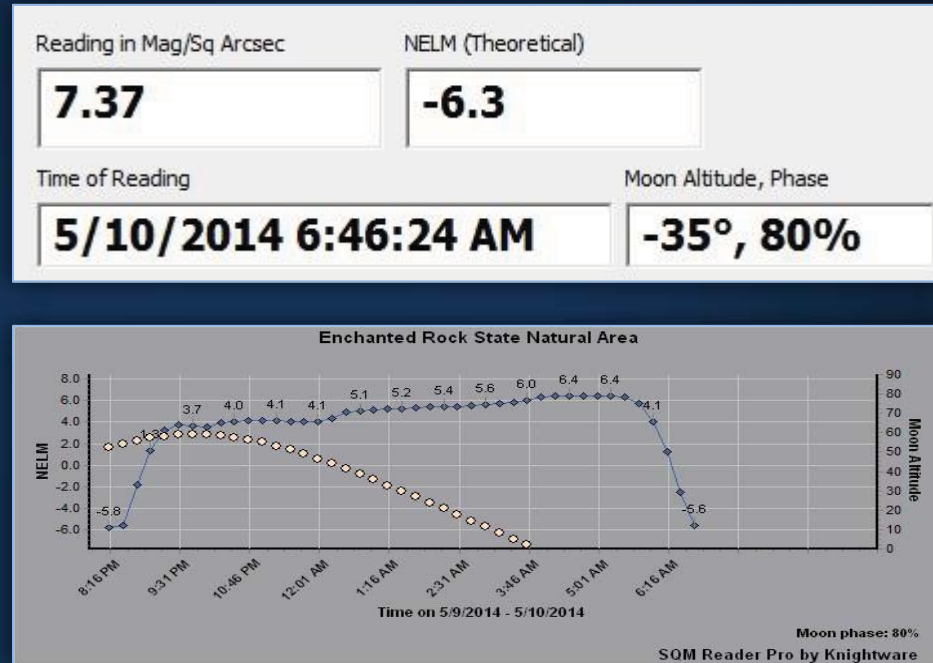 Reading in Mag/Sq Arcsec NELM (Theoretical)
7.37 -6.3
Time of Reading Moon Altitude, Phase
5/10/2014 6:46:24 AM -35°, 80%
Enchanted Rock State Natural Area
8.0 6.0 4.0 2.0 0.0 -2.0 -4.0 -6.0
NELM
-5.8 3.7 4.0 4.1 4.1 5.1 5.2 5.4 5.6 6.0 6.4 6.4 4.1 -5.6
90 80 70 60 50 40 30 20 10 0
Moon Altitude
8:16 PM 9:31 PM 10:46 PM 12:01 AM 1:16 AM 2:31 AM 3:46 AM 5:01 AM 6:16 AM
Time on 5/9/2014 - 5/10/2014
Moon phase: 80%
SQM Reader Pro by Knightware